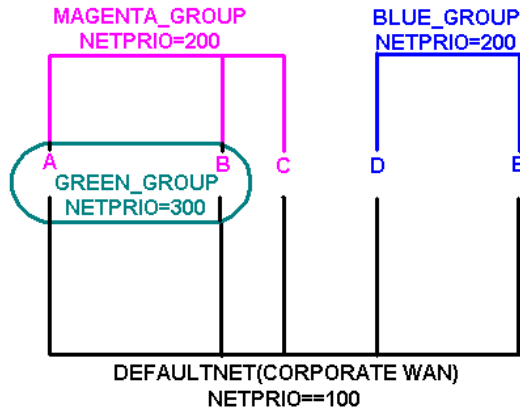 MAGENTA_GROUP
NETPRIO=200
BLUE_GROUP
NETPRIO=200
A B C D E
GREEN_GROUP
NETPRIO=300
DEFAULTNET(CORPORATE WAN)
NETPRIO==100